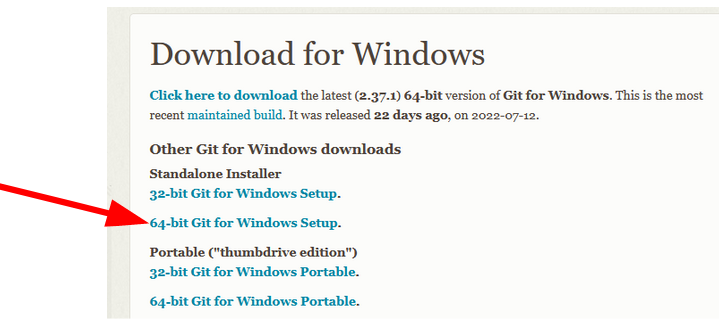 Download for Windows
Click here to download the latest (2.37.1) 64-bit version of Git for Windows. This is the most
recent maintained build. It was released 22 days ago, on 2022-07-12.
Other Git for Windows downloads
Standalone Installer
32-bit Git for Windows Setup.
64-bit Git for Windows Setup.
Portable ("thumbdrive edition")
32-bit Git for Windows Portable.
64-bit Git for Windows Portable.